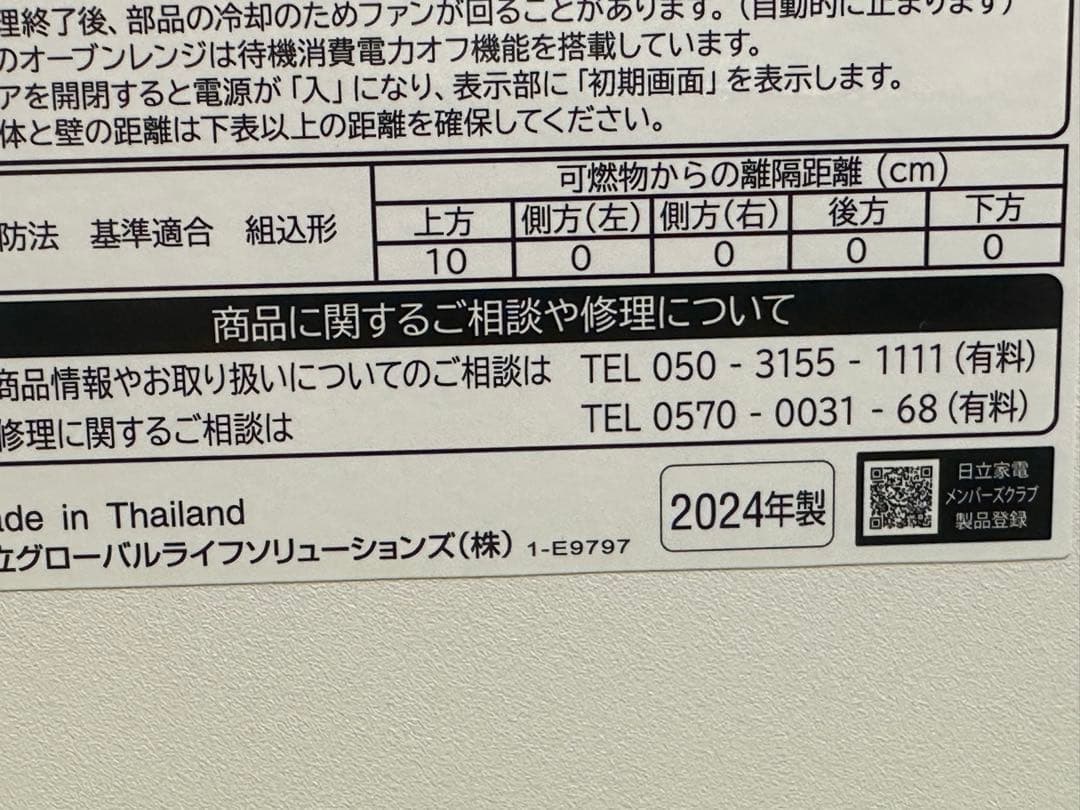 理終了後、部品の冷却のためファンが回ることがあります。(自動的に止まります)
のオーブンレンジは待機消費電力オフ機能を搭載しています。
アを開閉すると電源が「入」になり、表示部に「初期画面」を表示します。
体と壁の距離は下表以上の距離を確保してください。
防法 基準適合 組込形
可燃物からの離隔距離(cm)
上方 側方(左) 側方(右) 後方 下方
10 0 0 0 0
商品に関するご相談や修理について
商品情報やお取り扱いについてのご相談は TEL 050 - 3155 - 1111 (有料)
修理に関するご相談は TEL 0570 - 0031 - 68 (有料)
ade in Thailand
立グローバルライフソリューションズ(株) 1-E9797
2024年製
日立家電
メンバーズクラブ
製品登録